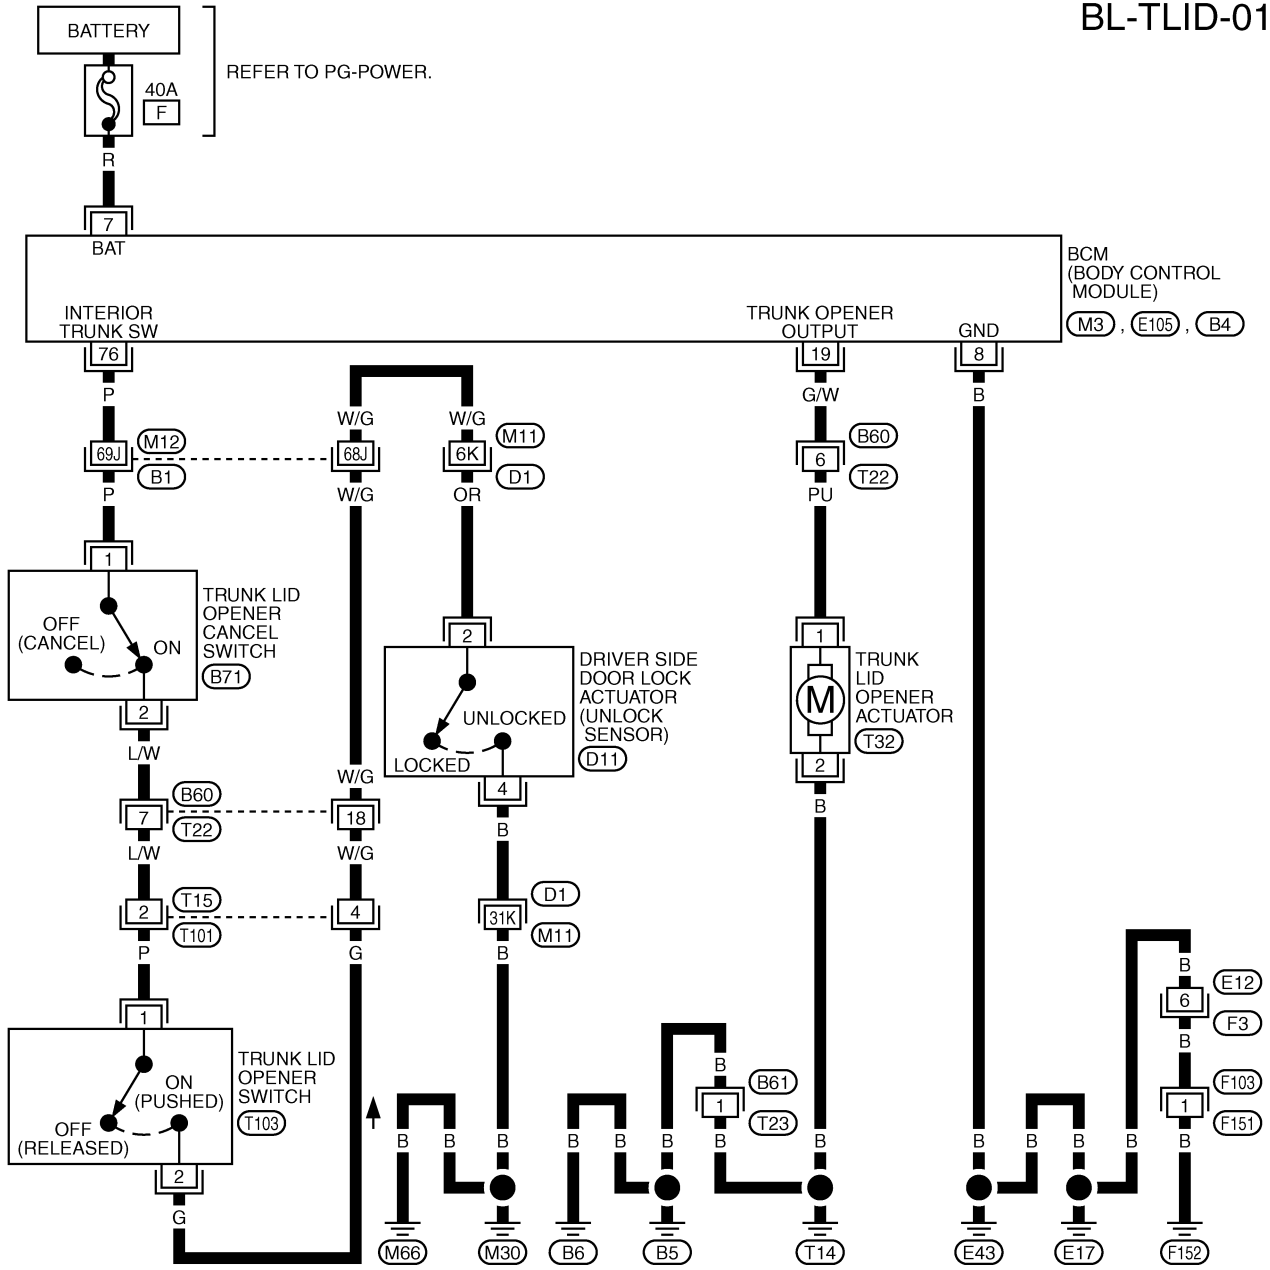 BL-TLID-01
BATTERY
REFER TO PG-POWER.
40A
F
R
7
BAT
BCM
(BODY CONTROL
MODULE)
M3 , E105 , B4
INTERIOR
TRUNK SW
TRUNK OPENER
OUTPUT
GND
76
19
8
P
G/W
B
W/G
W/G
69J
M12
B1
68J
6K
M11
D1
6
B60
T22
P
W/G
OR
PU
1
TRUNK LID
OPENER
CANCEL
SWITCH
B71
OFF
(CANCEL)
ON
2
2
DRIVER SIDE
DOOR LOCK
ACTUATOR
(UNLOCK
SENSOR)
D11
UNLOCKED
LOCKED
4
1
M
TRUNK
LID
OPENER
ACTUATOR
T32
2
L/W
W/G
B
B
7
B60
T22
18
L/W
W/G
2
T15
T101
4
31K
D1
M11
P
G
B
B
6
E12
F3
B
1
TRUNK LID
OPENER
SWITCH
T103
ON
(PUSHED)
OFF
(RELEASED)
2
G
B
1
B61
T23
1
F103
F151
B
B
B
B
B
B
B
B
B
B
B
B
B
M66
M30
B6
B5
T14
E43
E17
F152